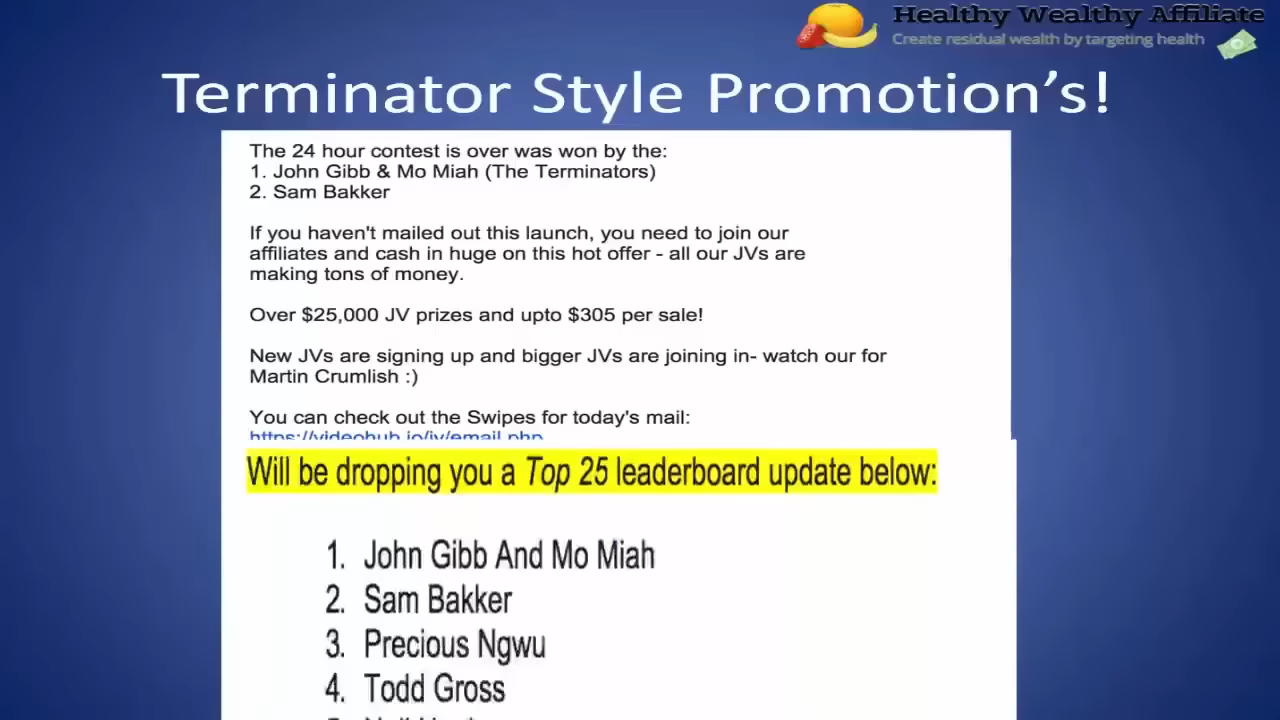 Healthy Wealthy Affiliate
Create residual wealth by targeting health
Terminator Style Promotion's!
The 24 hour contest is over was won by the:
1. John Gibb & Mo Miah (The Terminators)
2. Sam Bakker
If you haven't mailed out this launch, you need to join our
affiliates and cash in huge on this hot offer - all our JVs are
making tons of money.
Over $25,000 JV prizes and upto $305 per sale!
New JVs are signing up and bigger JVs are joining in- watch our for
Martin Crumlish :)
You can check out the Swipes for today's mail:
https://videohub.io/jv/email.php
Will be dropping you a Top 25 leaderboard update below:
1. John Gibb And Mo Miah
2. Sam Bakker
3. Precious Ngwu
4. Todd Gross